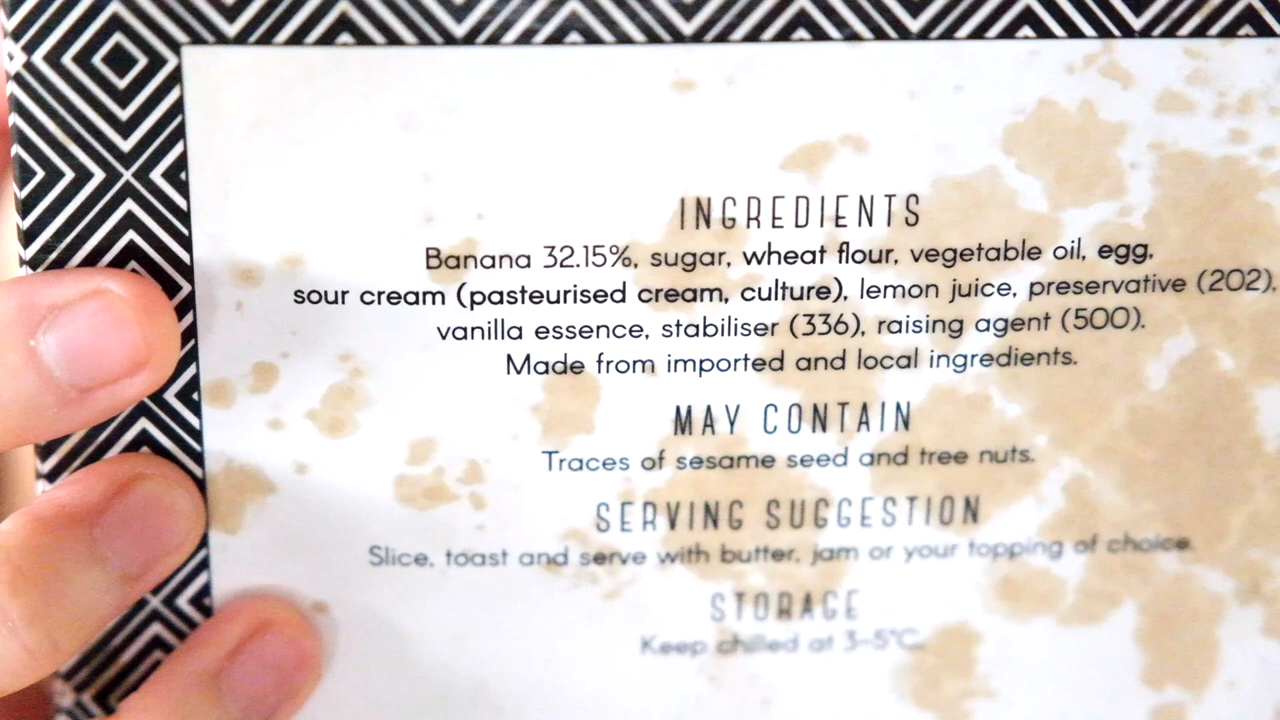 INGREDIENTS
Banana 32.15%, sugar, wheat flour, vegetable oil, egg,
sour cream (pasteurised cream, culture), lemon juice, preservative (202),
vanilla essence, stabiliser (336), raising agent (500).
Made from imported and local ingredients.
MAY CONTAIN
Traces of sesame seed and tree nuts.
SERVING SUGGESTION
Slice, toast and serve with butter, jam or your topping of choice.
STORAGE
Keep chilled at 3-5°C.